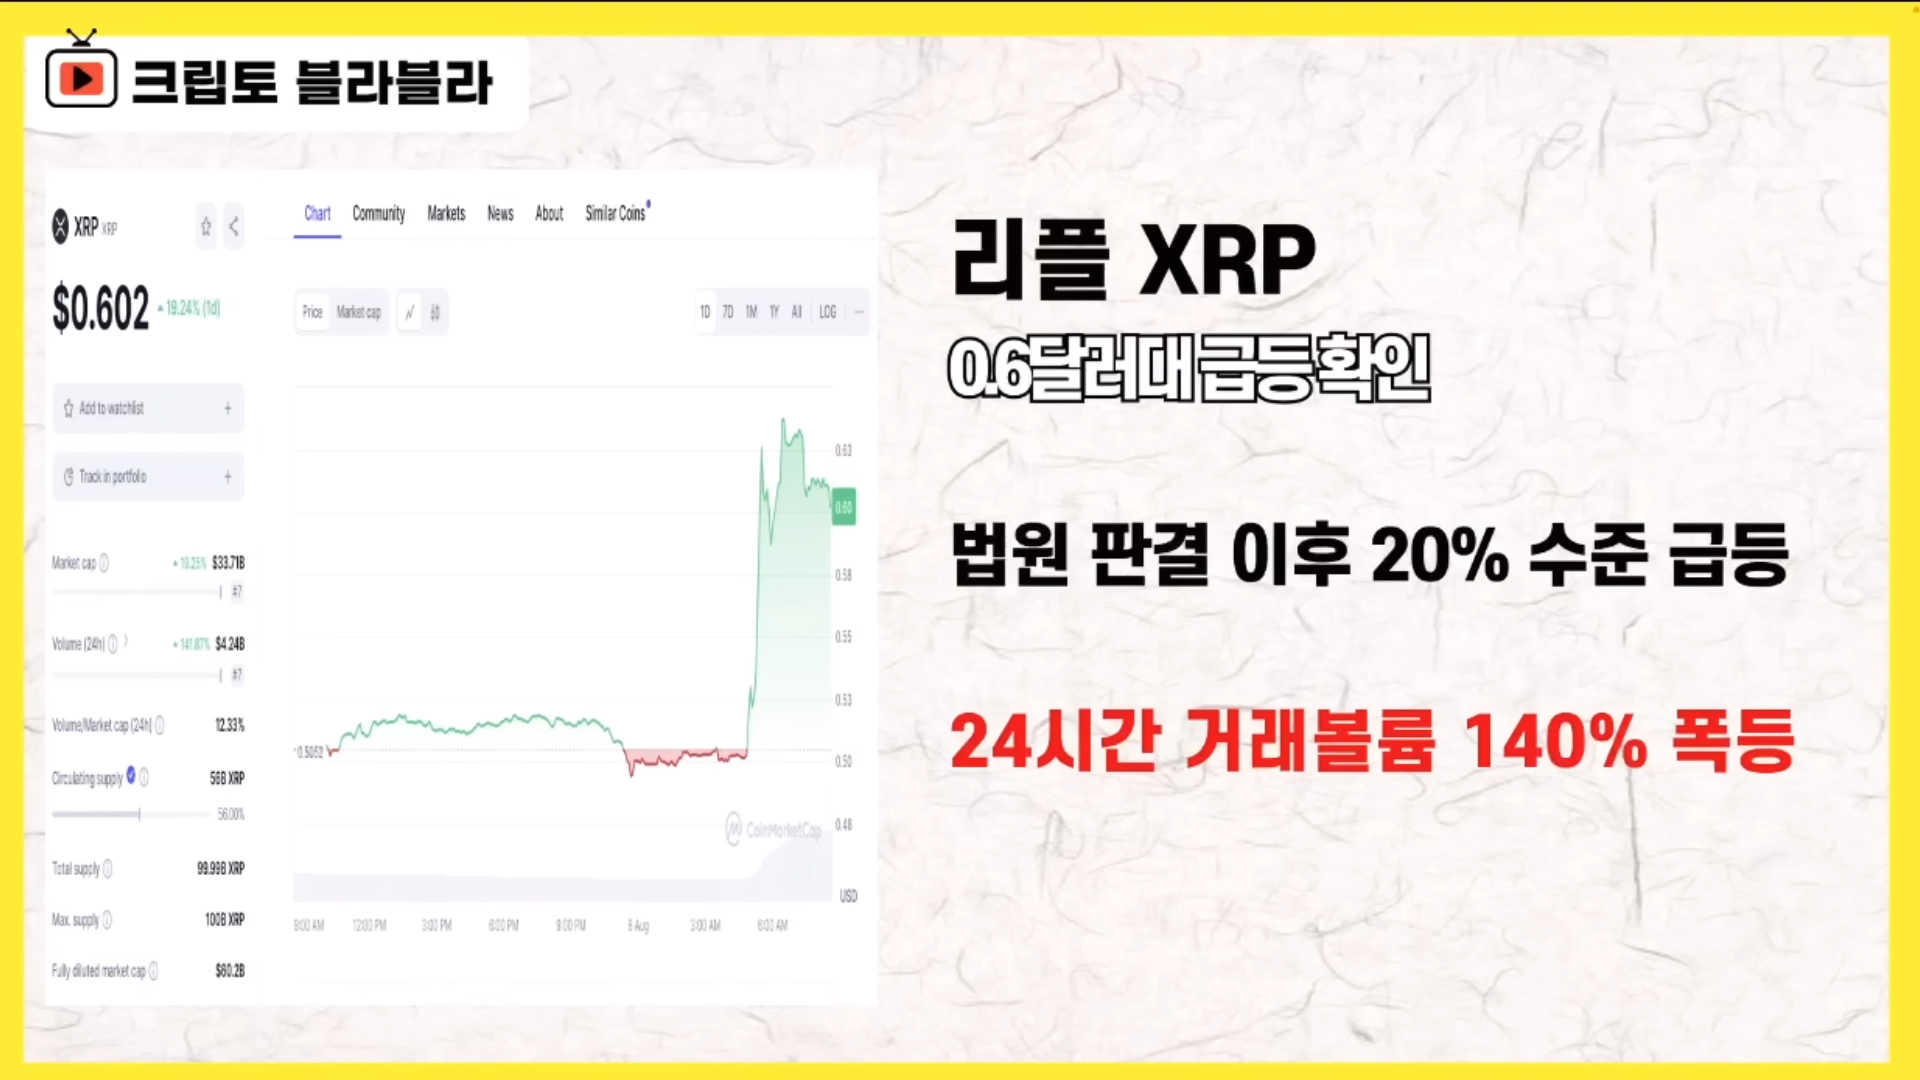 크립토 블라블라
XRP XRP
$0.602 19.24% (1d)
Add to watchlist +
Track in portfolio +
Market cap 19.25% $33.71B
#7
Volume (24h) 141.87% $4.24B
#7
Volume/Market cap (24h) 12.33%
Circulating supply 56B XRP
56.00%
Total supply 99.99B XRP
Max. supply 100B XRP
Fully diluted market cap $60.2B
Chart Community Markets News About Similar Coins
Price Market cap
1D 7D 1M 1Y All LOG ...
0.63
0.60
0.58
0.55
0.53
0.5052
0.50
CoinMarketCap
0.48
USD
9:00 AM 12:00 PM 3:00 PM 6:00 PM 9:00 PM 8 Aug 3:00 AM 6:00 AM
리플 XRP
0.6달러대 급등 확인
법원 판결 이후 20% 수준 급등
24시간 거래볼륨 140% 폭등